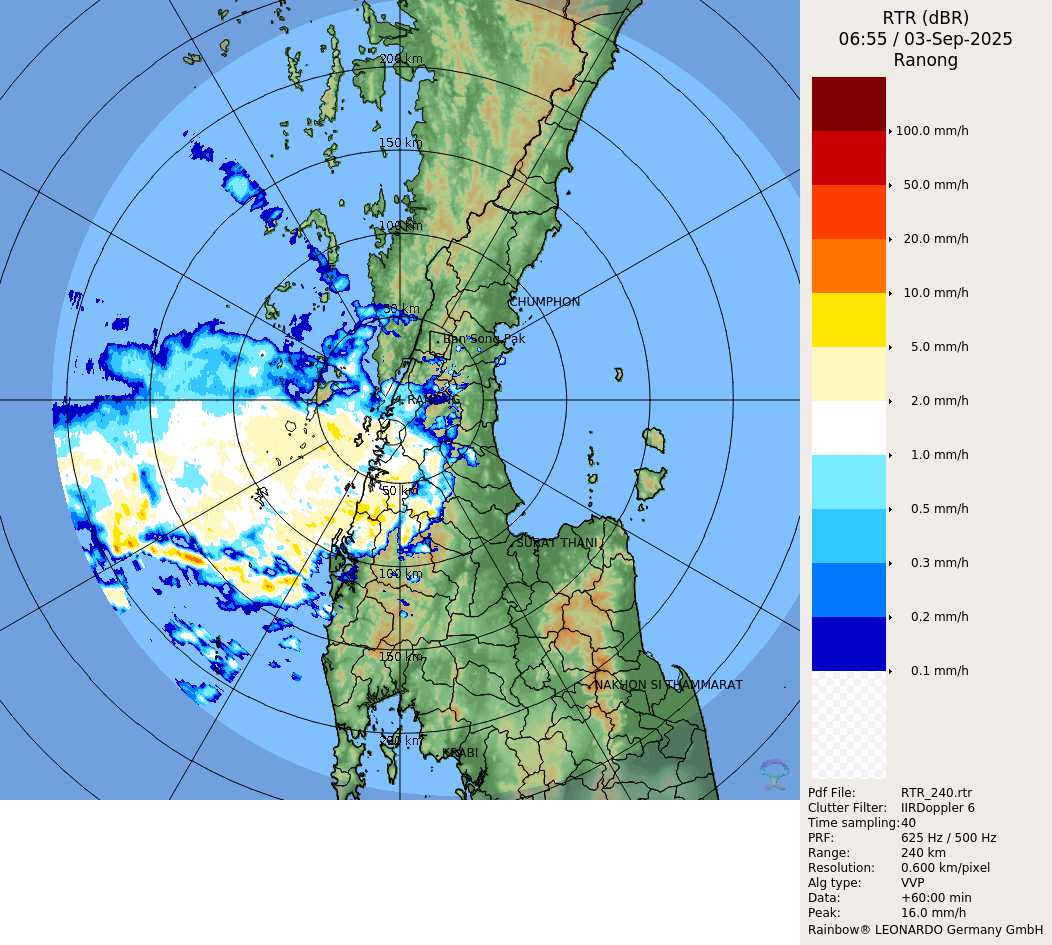 RTR (dBR)
06:55 / 03-Sep-2025
Ranong
100.0 mm/h
50.0 mm/h
20.0 mm/h
10.0 mm/h
5.0 mm/h
2.0 mm/h
1.0 mm/h
0.5 mm/h
0.3 mm/h
0.2 mm/h
0.1 mm/h
200 km
150 km
100 km
50 km
CHUMPHON
Ban Song Pak
RANONG
50 km
SURAT THANI
100 km
150 km
NAKHON SI THAMMARAT
200 km
KRABI
Pdf File: RTR_240.rtr
Clutter Filter: IIRDoppler 6
Time sampling: 40
PRF: 625 Hz / 500 Hz
Range: 240 km
Resolution: 0.600 km/pixel
Alg type: VVP
Data: +60:00 min
Peak: 16.0 mm/h
Rainbow® LEONARDO Germany GmbH